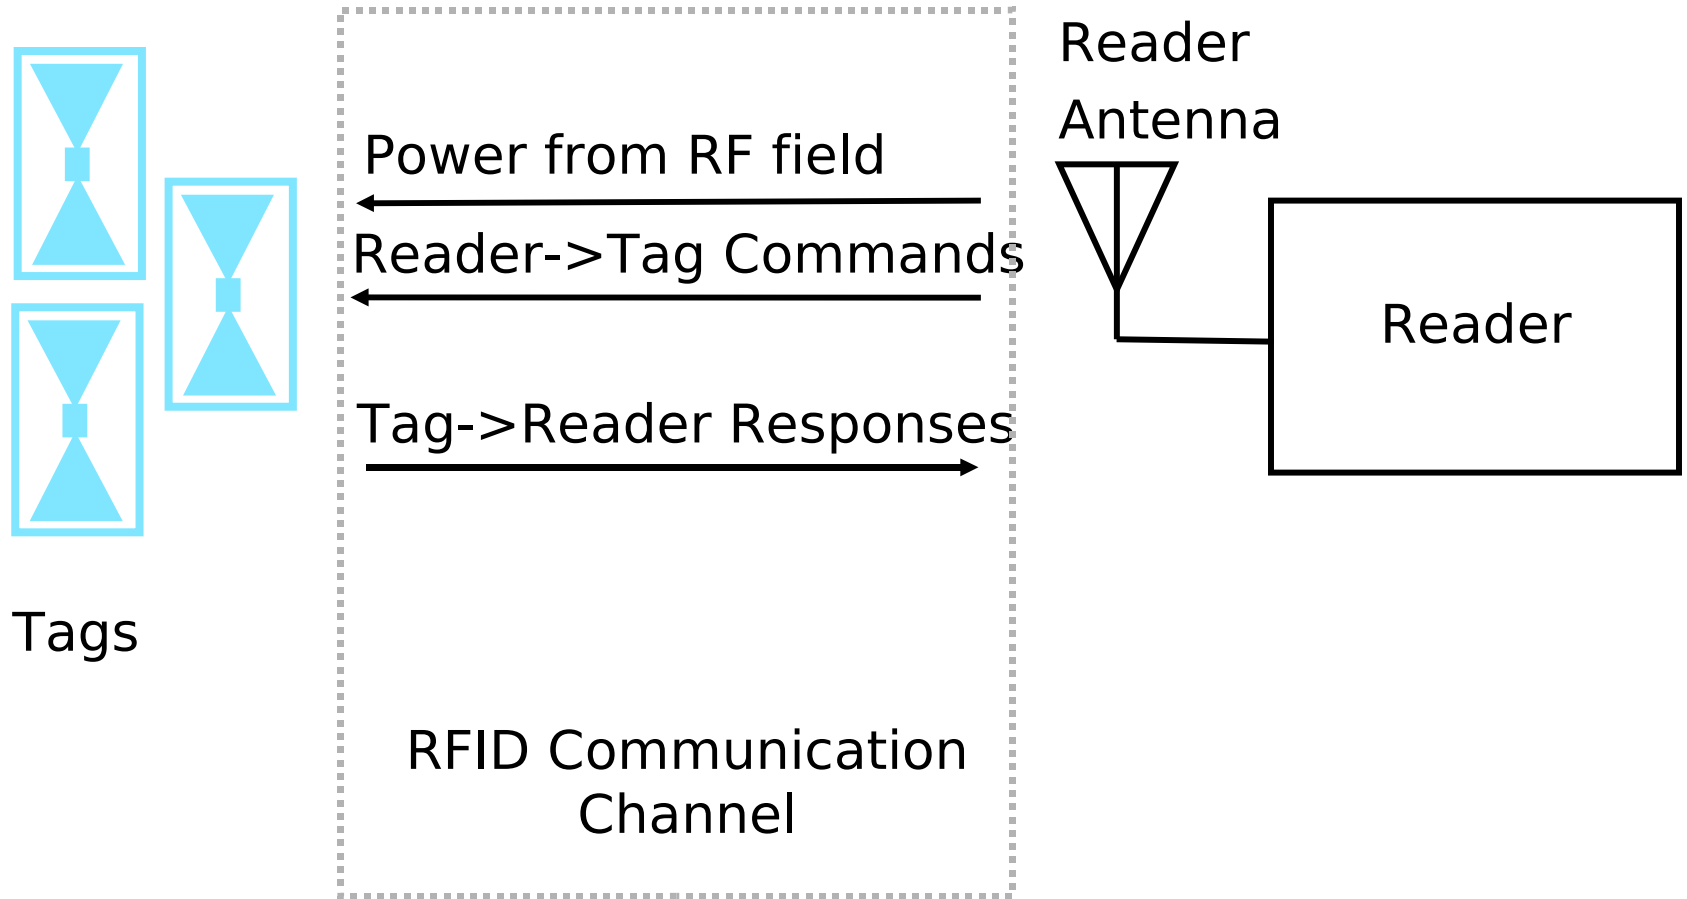 Reader
Antenna
Power from RF field
Reader->Tag Commands
Reader
Tag->Reader Responses
Tags
RFID Communication
Channel